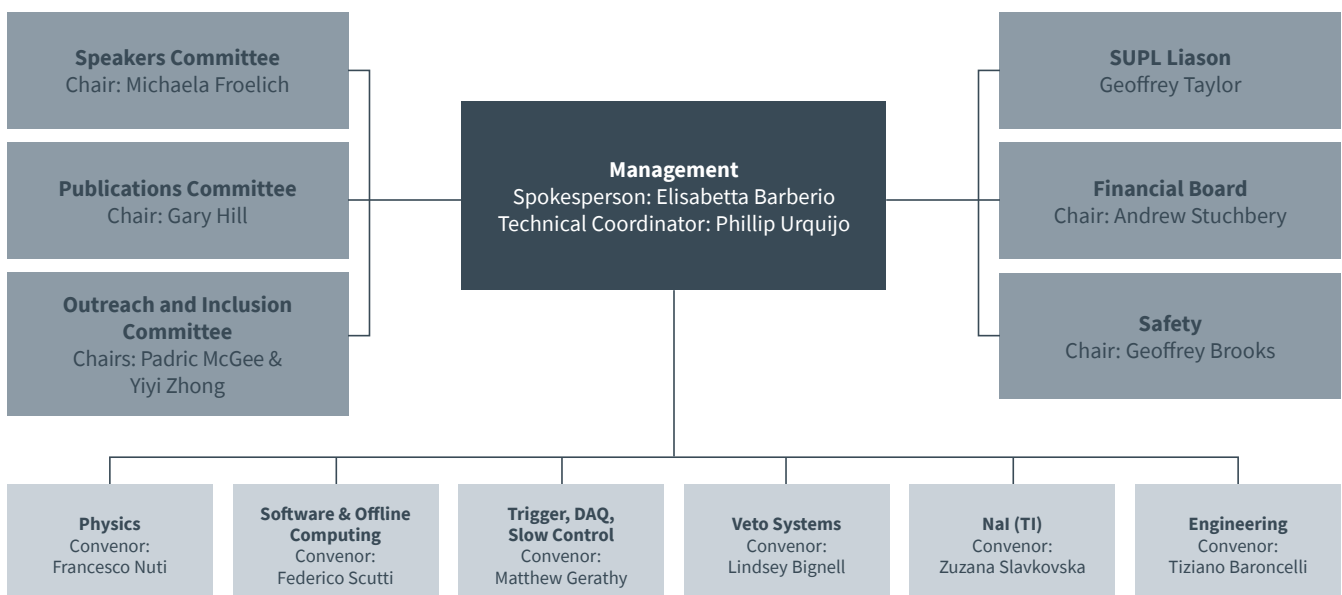 Speakers Committee
Chair: Michaela Froelich
Publications Committee
Chair: Gary Hill
Outreach and Inclusion
Committee
Chairs: Padric McGee &
Yiyi Zhong
Management
Spokesperson: Elisabetta Barberio
Technical Coordinator: Phillip Urquijo
SUPL Liason
Geoffrey Taylor
Financial Board
Chair: Andrew Stuchbery
Safety
Chair: Geoffrey Brooks
Physics
Convenor:
Francesco Nuti
Software & Offline
Computing
Convenor:
Federico Scutti
Trigger, DAQ,
Slow Control
Convenor:
Matthew Gerathy
Veto Systems
Convenor:
Lindsey Bignell
NaI (TI)
Convenor:
Zuzana Slavkovska
Engineering
Convenor:
Tiziano Baroncelli